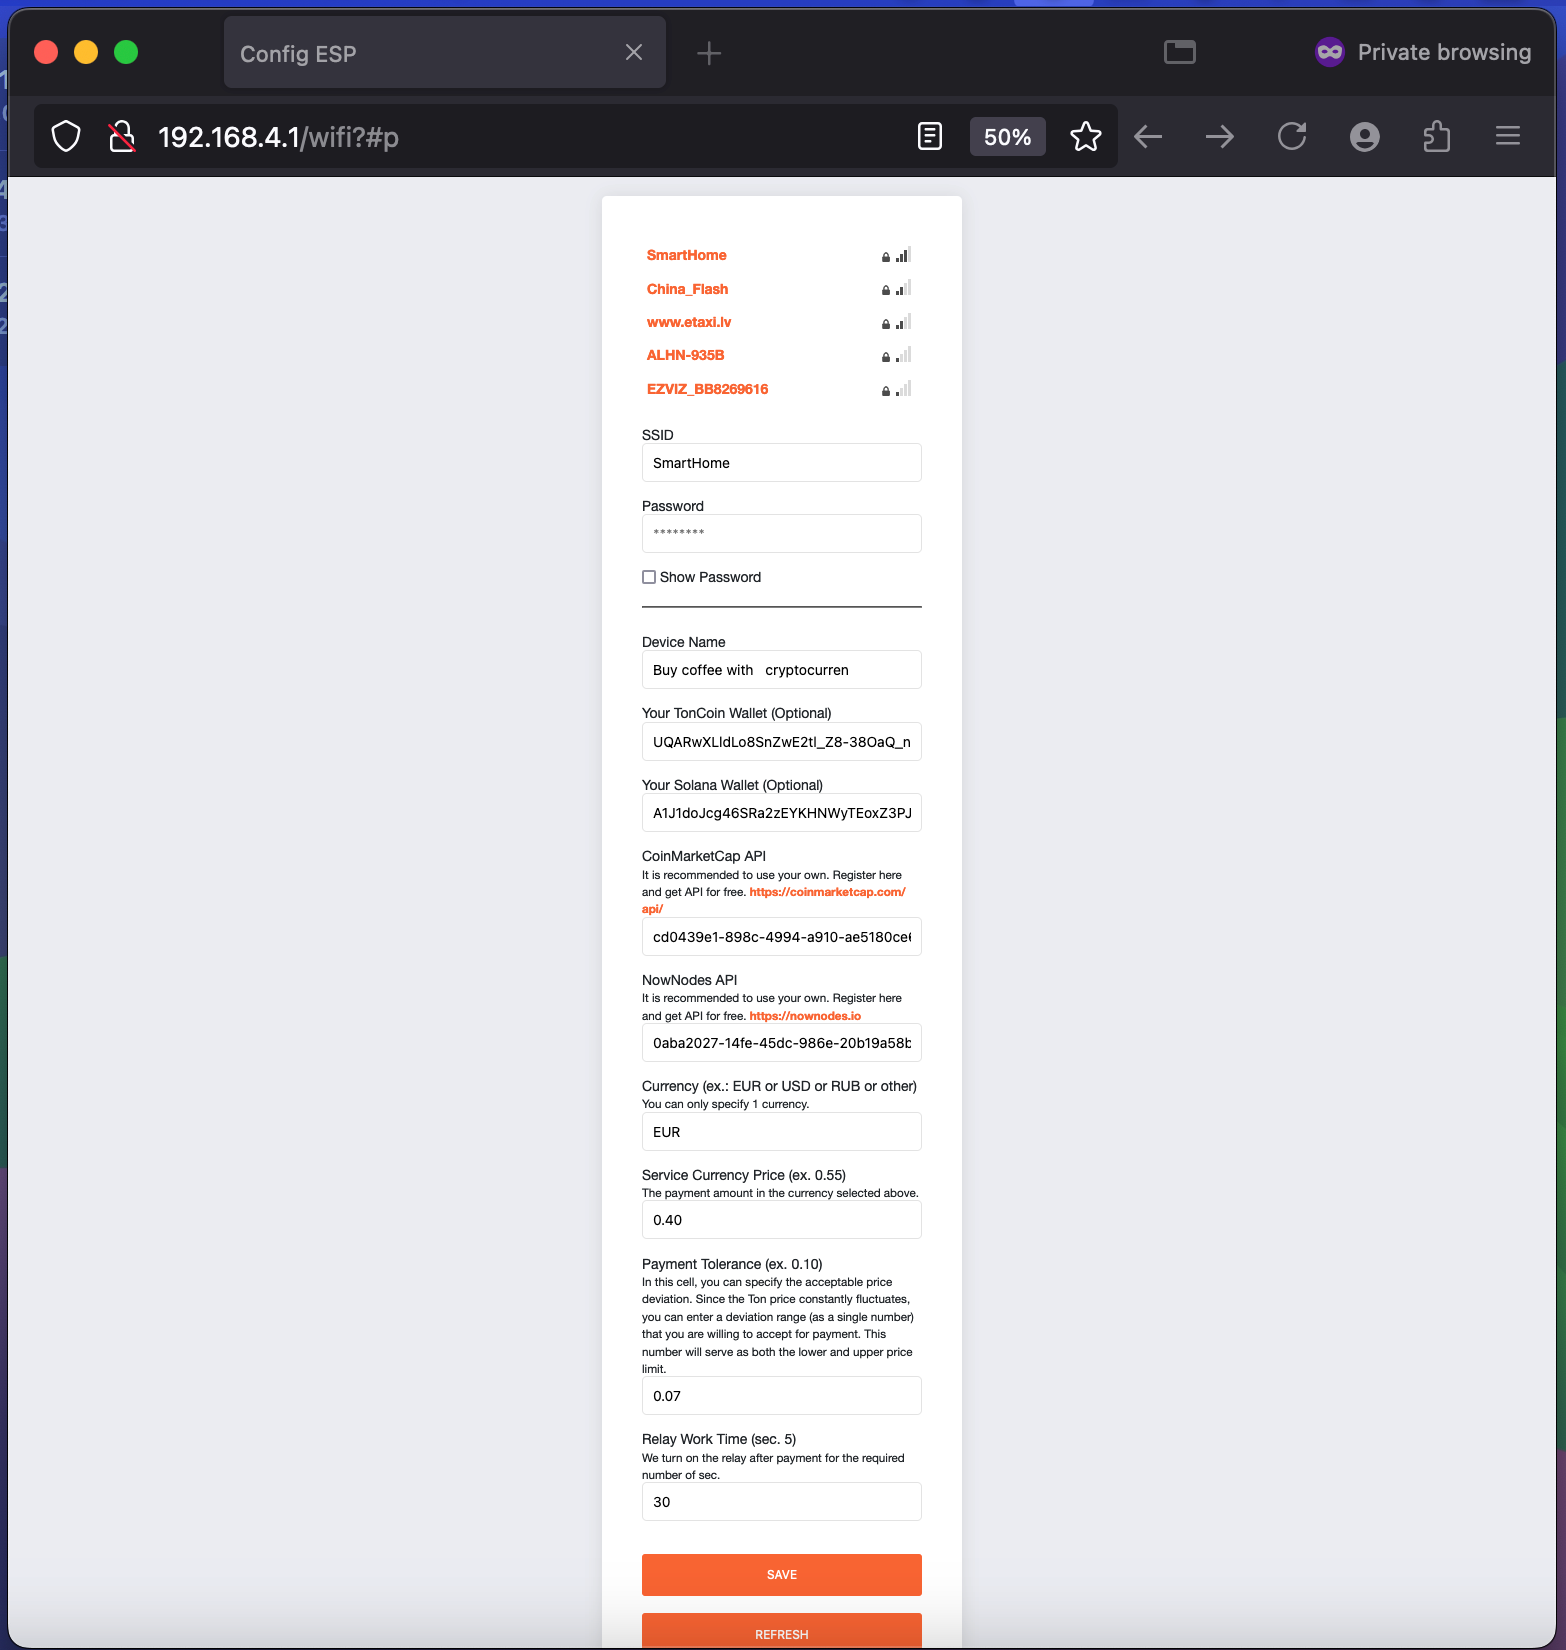 Config ESP
Private browsing
192.168.4.1/wifi?#p
50%
SmartHome
China_Flash
www.etaxi.lv
ALHN-935B
EZVIZ_BB8269616
SSID
SmartHome
Password
********
Show Password
Device Name
Buy coffee with   cryptocurren
Your TonCoin Wallet (Optional)
UQARwXLldLo8SnZwE2tl_Z8-38OaQ_n
Your Solana Wallet (Optional)
A1J1doJcg46SRa2zEYKHNWyTEoxZ3PJ
CoinMarketCap API
It is recommended to use your own. Register here
and get API for free. https://coinmarketcap.com/
api/
cd0439e1-898c-4994-a910-ae5180ce6
NowNodes API
It is recommended to use your own. Register here
and get API for free. https://nownodes.io
0aba2027-14fe-45dc-986e-20b19a58b
Currency (ex.: EUR or USD or RUB or other)
You can only specify 1 currency.
EUR
Service Currency Price (ex. 0.55)
The payment amount in the currency selected above.
0.40
Payment Tolerance (ex. 0.10)
In this cell, you can specify the acceptable price
deviation. Since the Ton price constantly fluctuates,
you can enter a deviation range (as a single number)
that you are willing to accept for payment. This
number will serve as both the lower and upper price
limit.
0.07
Relay Work Time (sec. 5)
We turn on the relay after payment for the required
number of sec.
30
SAVE
REFRESH